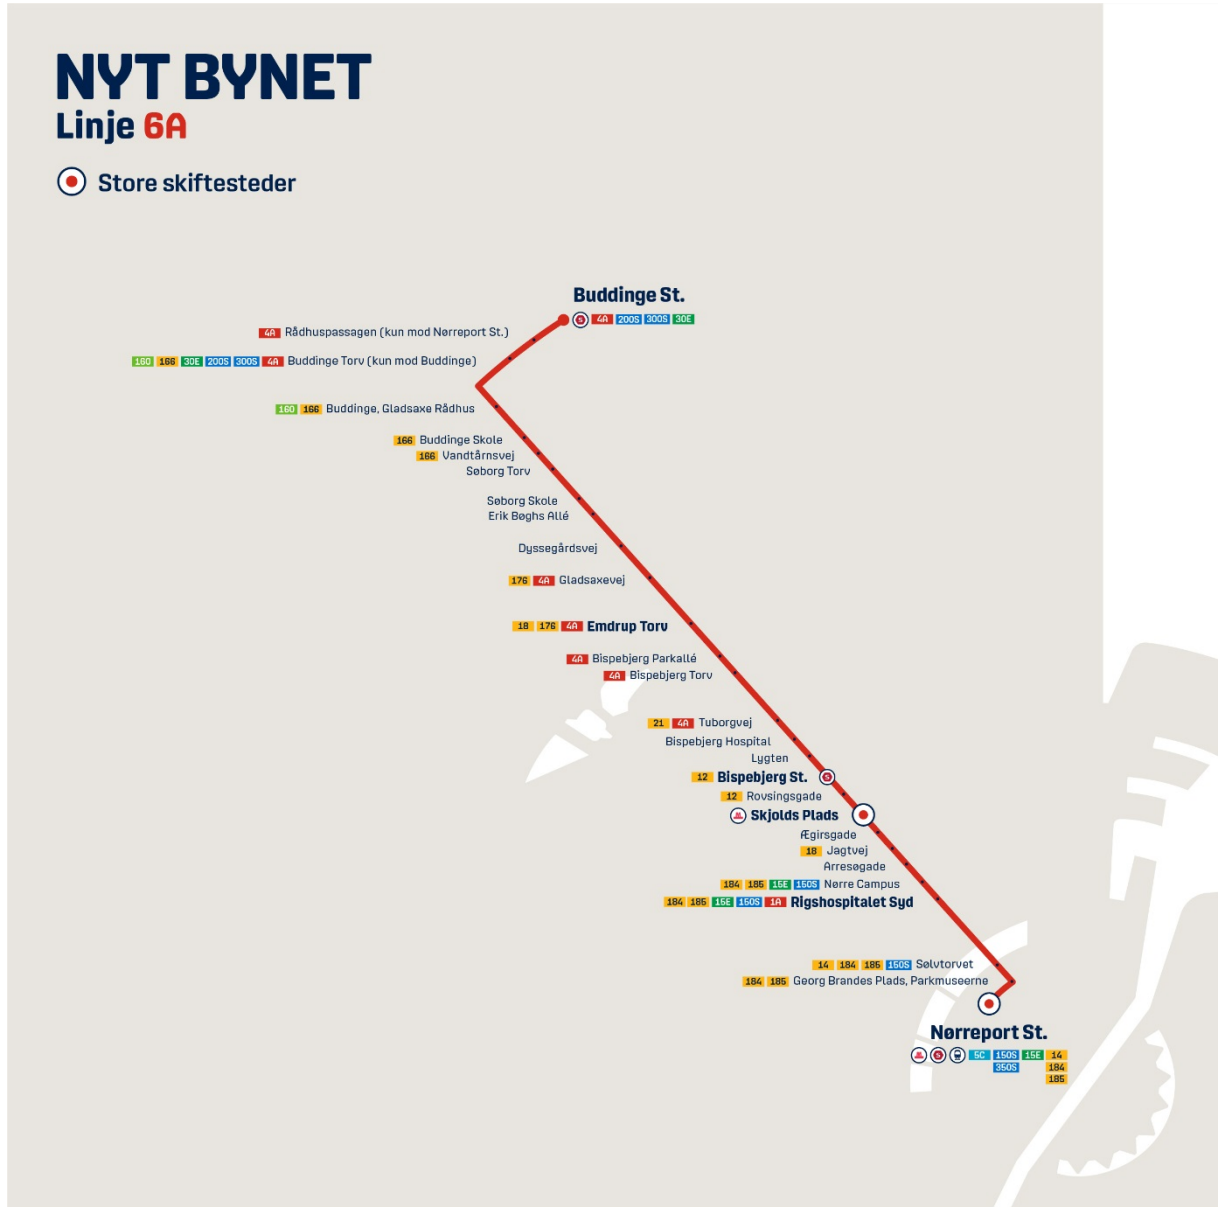 NYT BYNET
Linje 6A
Store skiftesteder
Buddinge St.
S 4A 200S 300S 30E
4A Rådhuspassagen (kun mod Nørreport St.)
160 166 30E 200S 300S 4A Buddinge Torv (kun mod Buddinge)
160 166 Buddinge, Gladsaxe Rådhus
166 Buddinge Skole
166 Vandtårnsvej
Søborg Torv
Søborg Skole
Erik Bøghs Allé
Dyssegårdsvej
176 4A Gladsaxevej
18 176 4A Emdrup Torv
4A Bispebjerg Parkallé
4A Bispebjerg Torv
21 4A Tuborgvej
Bispebjerg Hospital
Lygten
12 Bispebjerg St. S
12 Rovsingsgade
Skjolds Plads
Ægirsgade
18 Jagtvej
Arresøgade
184 185 15E 150S Nørre Campus
184 185 15E 150S 1A Rigshospitalet Syd
14 184 185 150S Sølvtorvet
184 185 Georg Brandes Plads, Parkmuseerne
Nørreport St.
S 5C 150S 15E 14
350S 184
185